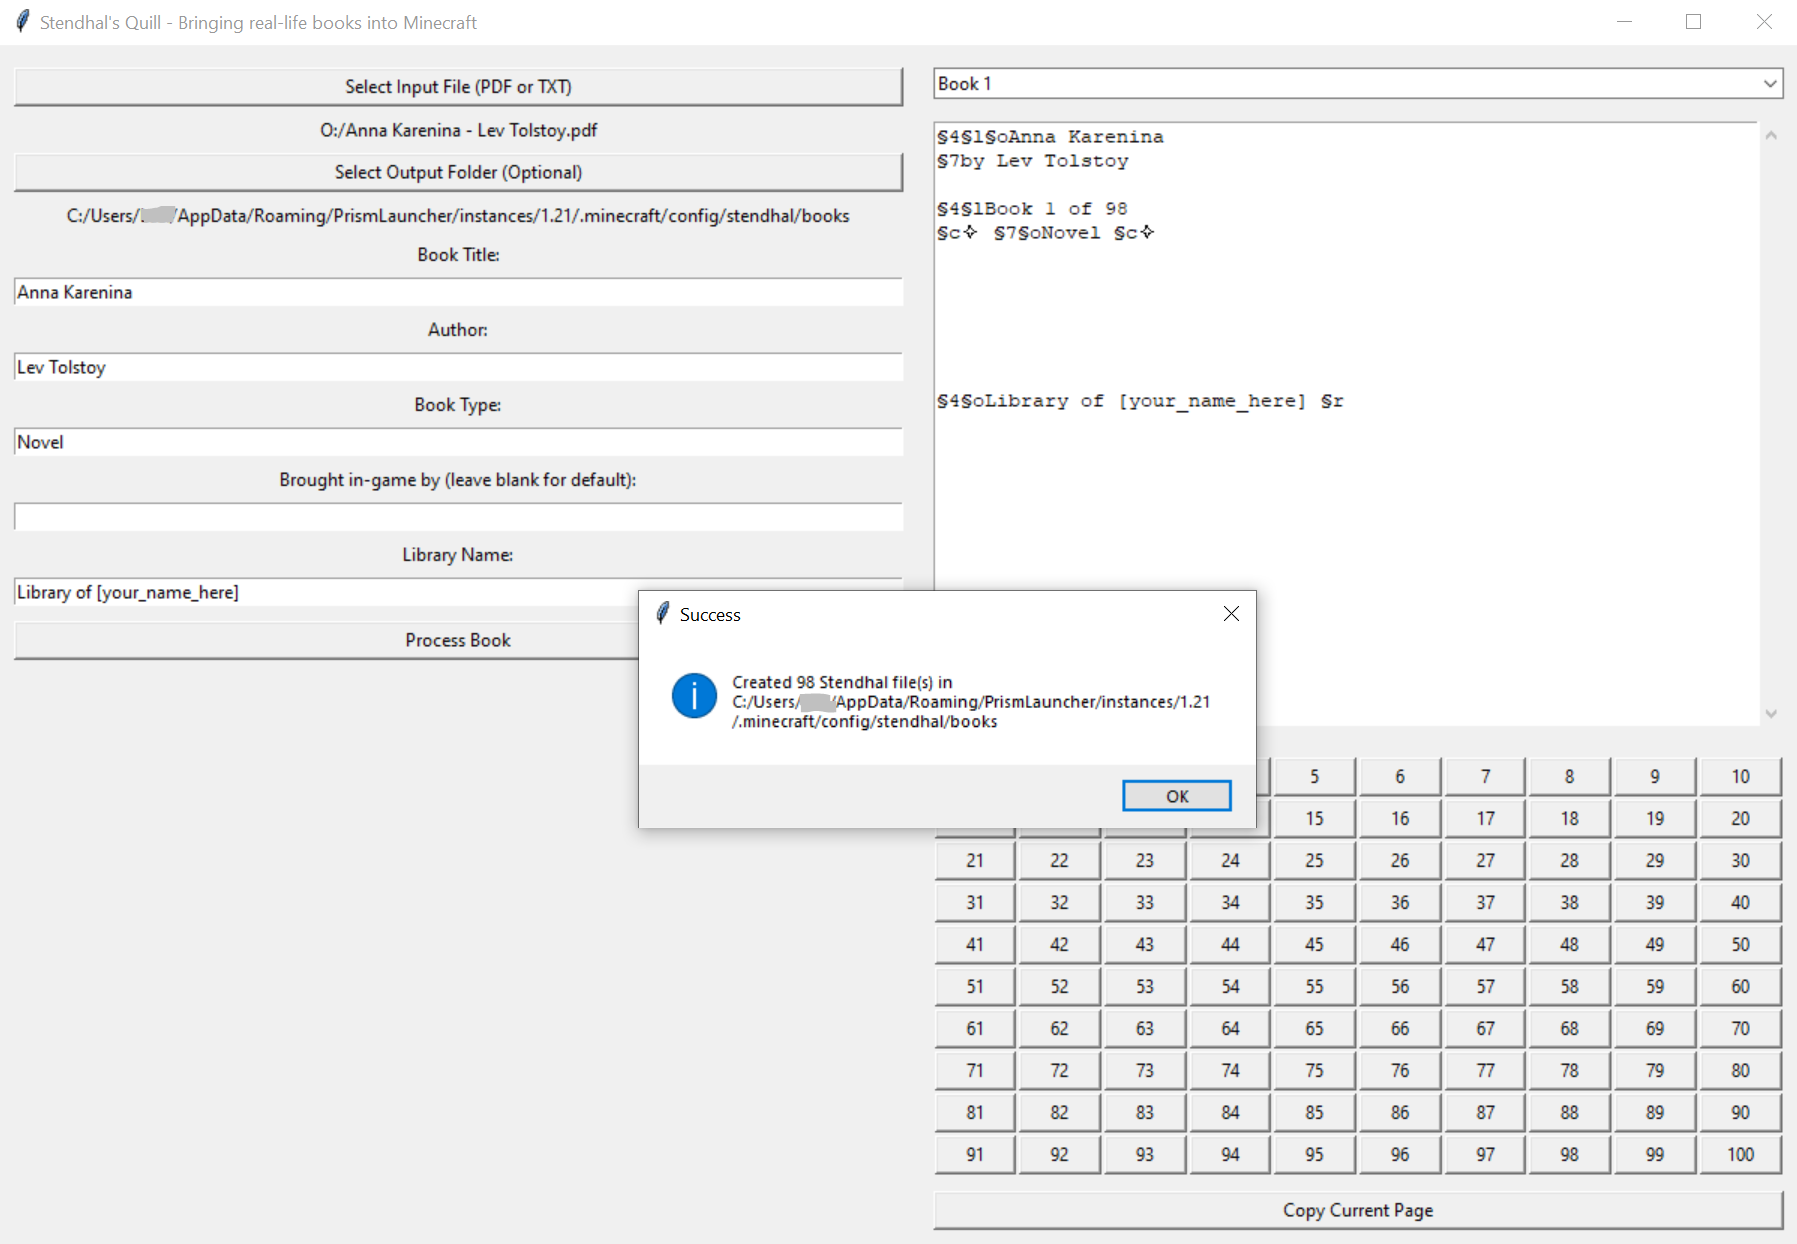 Stendhal's Quill - Bringing real-life books into Minecraft
Select Input File (PDF or TXT)
O:/Anna Karenina - Lev Tolstoy.pdf
Select Output Folder (Optional)
C:/Users/ /AppData/Roaming/PrismLauncher/instances/1.21/.minecraft/config/stendhal/books
Book Title:
Anna Karenina
Author:
Lev Tolstoy
Book Type:
Novel
Brought in-game by (leave blank for default):
Library Name:
Library of [your_name_here]
Process Book
Book 1
§4§l§oAnna Karenina
§7by Lev Tolstoy
§4§lBook 1 of 98
§c✧ §7§oNovel §c✧
§4§oLibrary of [your_name_here] §r
Success
Created 98 Stendhal file(s) in
C:/Users/ /AppData/Roaming/PrismLauncher/instances/1.21
/.minecraft/config/stendhal/books
OK
5 6 7 8 9 10
15 16 17 18 19 20
21 22 23 24 25 26 27 28 29 30
31 32 33 34 35 36 37 38 39 40
41 42 43 44 45 46 47 48 49 50
51 52 53 54 55 56 57 58 59 60
61 62 63 64 65 66 67 68 69 70
71 72 73 74 75 76 77 78 79 80
81 82 83 84 85 86 87 88 89 90
91 92 93 94 95 96 97 98 99 100
Copy Current Page